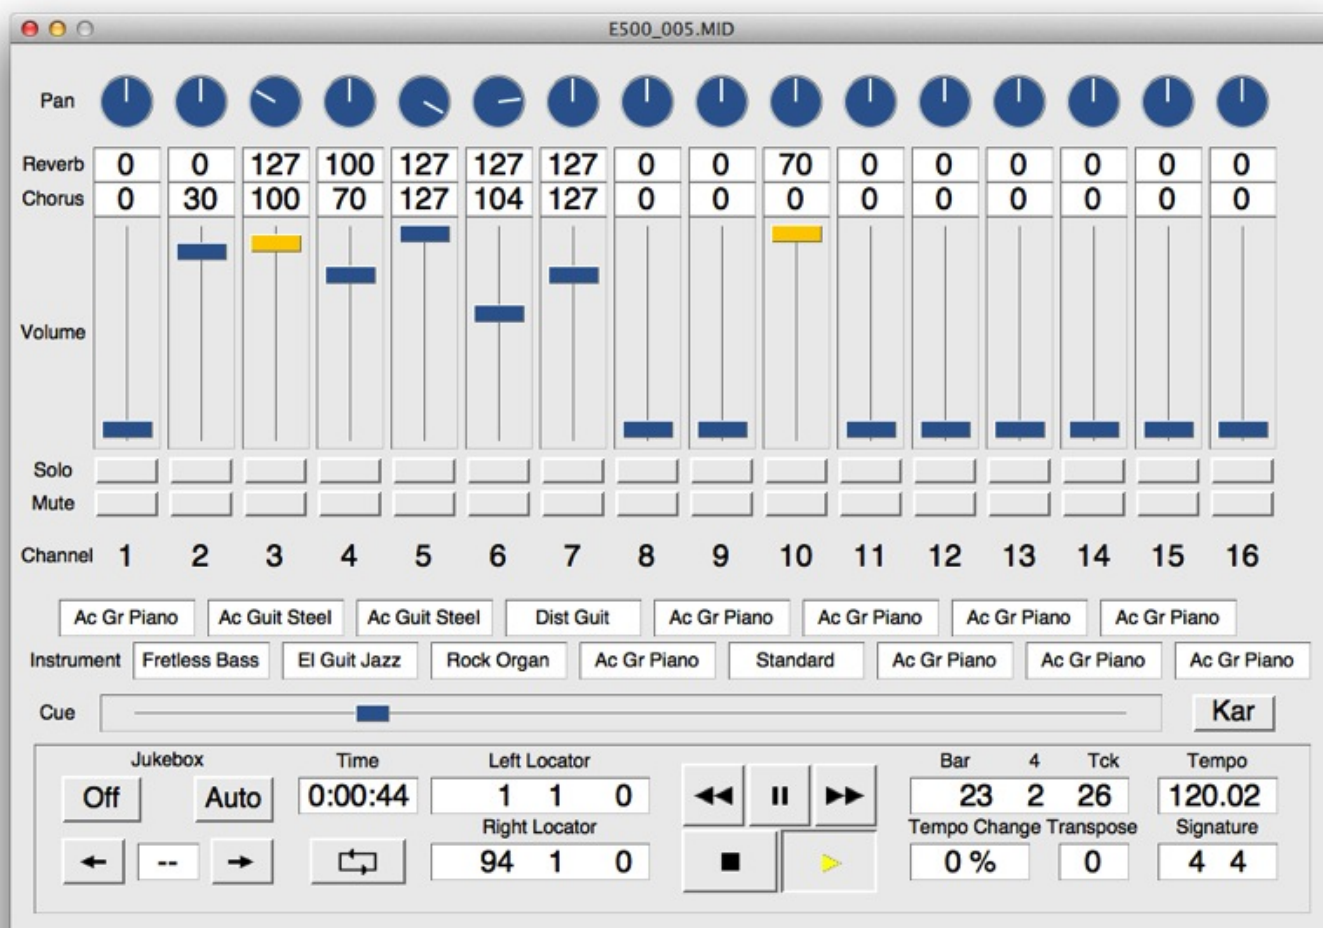 E500_005.MID
Pan
Reverb 0 0 127 100 127 127 127 0 0 70 0 0 0 0 0 0
Chorus 0 30 100 70 127 104 127 0 0 0 0 0 0 0 0 0
Volume
Solo
Mute
Channel 1 2 3 4 5 6 7 8 9 10 11 12 13 14 15 16
Ac Gr Piano Ac Guit Steel Ac Guit Steel Dist Guit Ac Gr Piano Ac Gr Piano Ac Gr Piano Ac Gr Piano
Instrument Fretless Bass El Guit Jazz Rock Organ Ac Gr Piano Standard Ac Gr Piano Ac Gr Piano Ac Gr Piano
Cue Kar
Jukebox Time Left Locator Bar 4 Tck Tempo
Off Auto 0:00:44 1 1 0 23 2 26 120.02
Right Locator Tempo Change Transpose Signature
-- 94 1 0 0 % 0 4 4